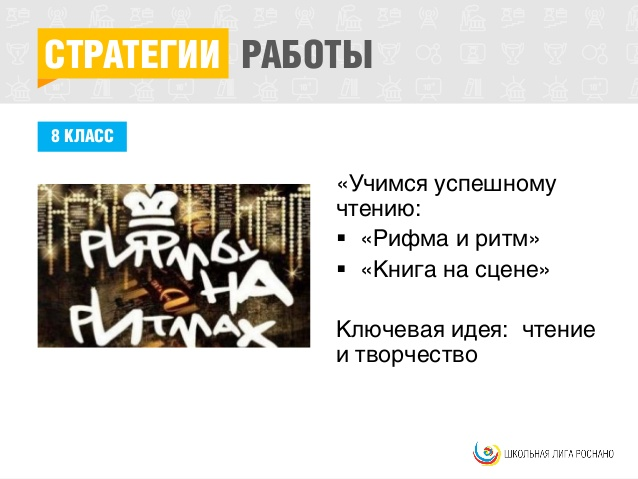 СТРАТЕГИИ РАБОТЫ
8 КЛАСС
РИФМЫ
НА
РИТМАХ
«Учимся успешному
чтению:
▪ «Рифма и ритм»
▪ «Книга на сцене»
Ключевая идея: чтение
и творчество
ШКОЛЬНАЯ ЛИГА РОСНАНО